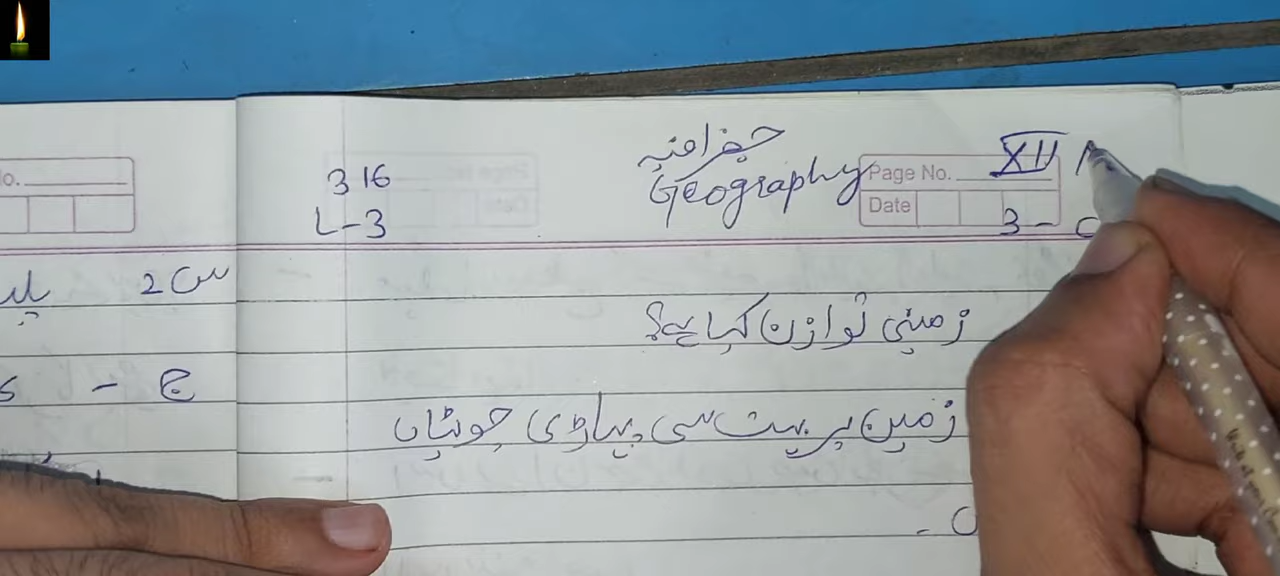 جغرافیہ
XII
316
Geography
Page No.
L-3
Date
3-
س 2
زمینی توازن کیا ہے؟
ج -
زمین پر بہت سی پہاڑی چوٹیاں